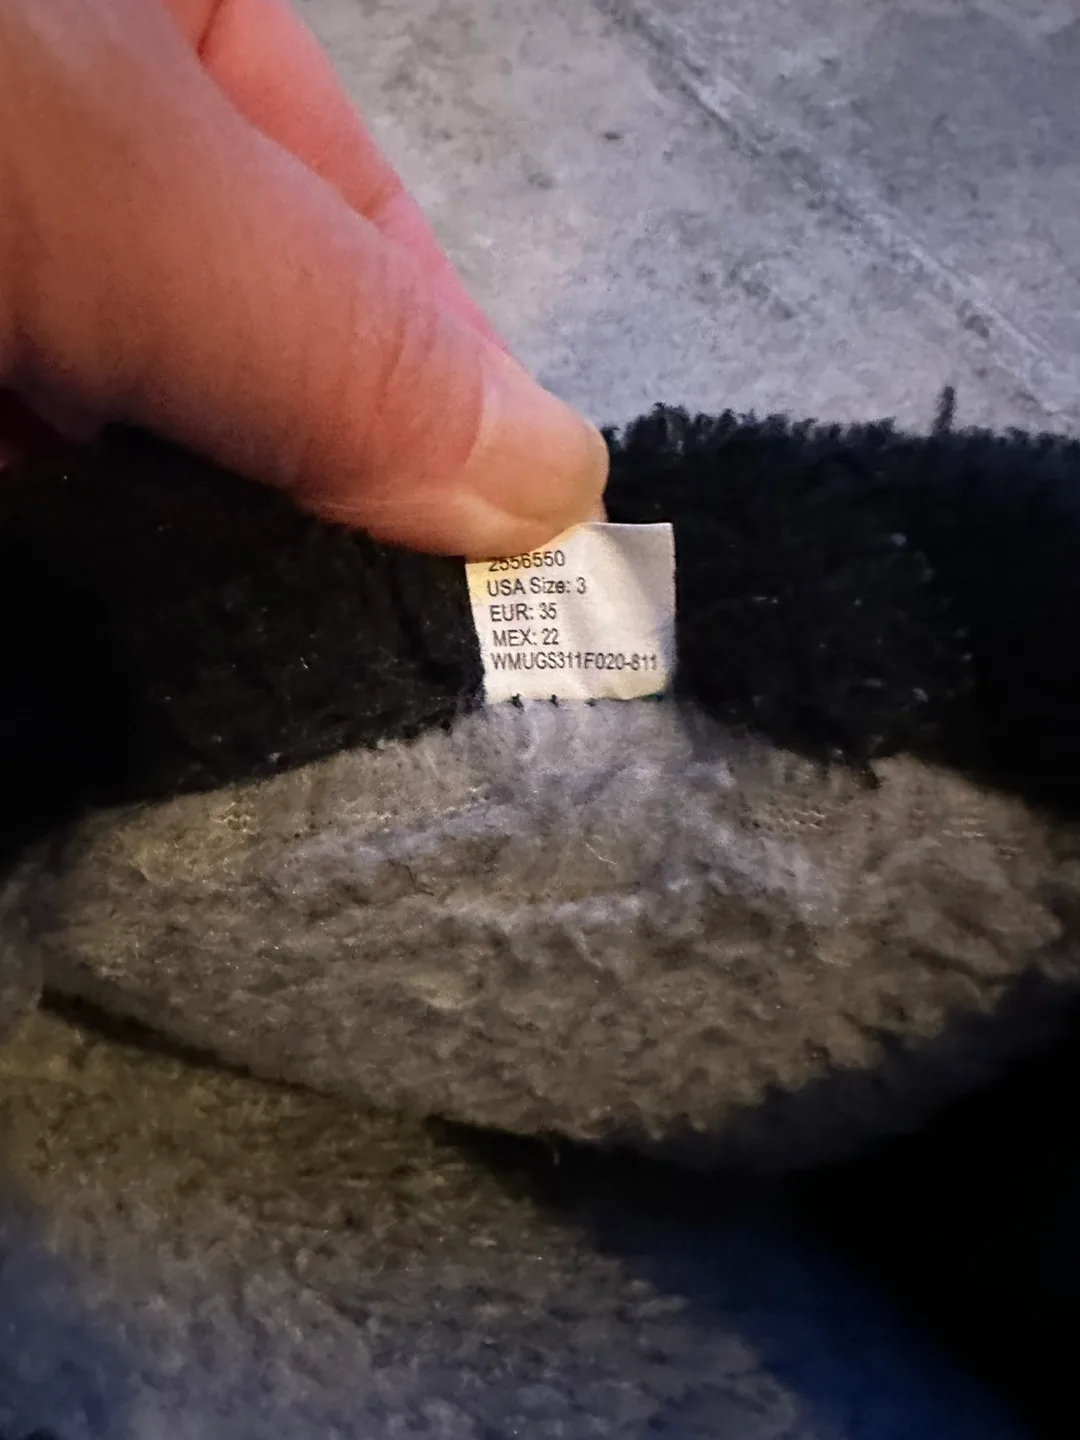 2556550
USA Size: 3
EUR: 35
MEX: 22
WMUGS311F020-811